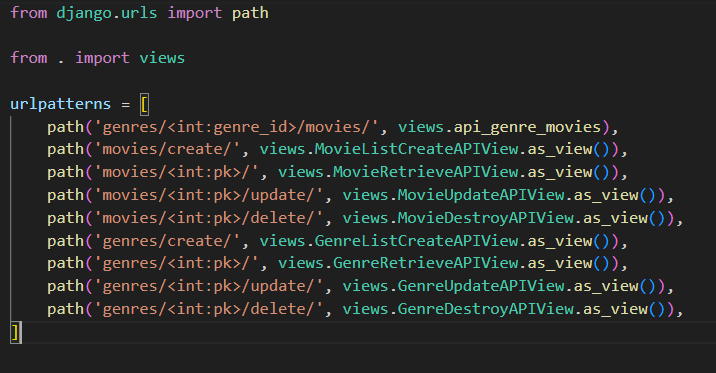 from django.urls import path
from . import views
urlpatterns = [
    path('genres/<int:genre_id>/movies/', views.api_genre_movies),
    path('movies/create/', views.MovieListCreateAPIView.as_view()),
    path('movies/<int:pk>/', views.MovieRetrieveAPIView.as_view()),
    path('movies/<int:pk>/update/', views.MovieUpdateAPIView.as_view()),
    path('movies/<int:pk>/delete/', views.MovieDestroyAPIView.as_view()),
    path('genres/create/', views.GenreListCreateAPIView.as_view()),
    path('genres/<int:pk>/', views.GenreRetrieveAPIView.as_view()),
    path('genres/<int:pk>/update/', views.GenreUpdateAPIView.as_view()),
    path('genres/<int:pk>/delete/', views.GenreDestroyAPIView.as_view()),
]